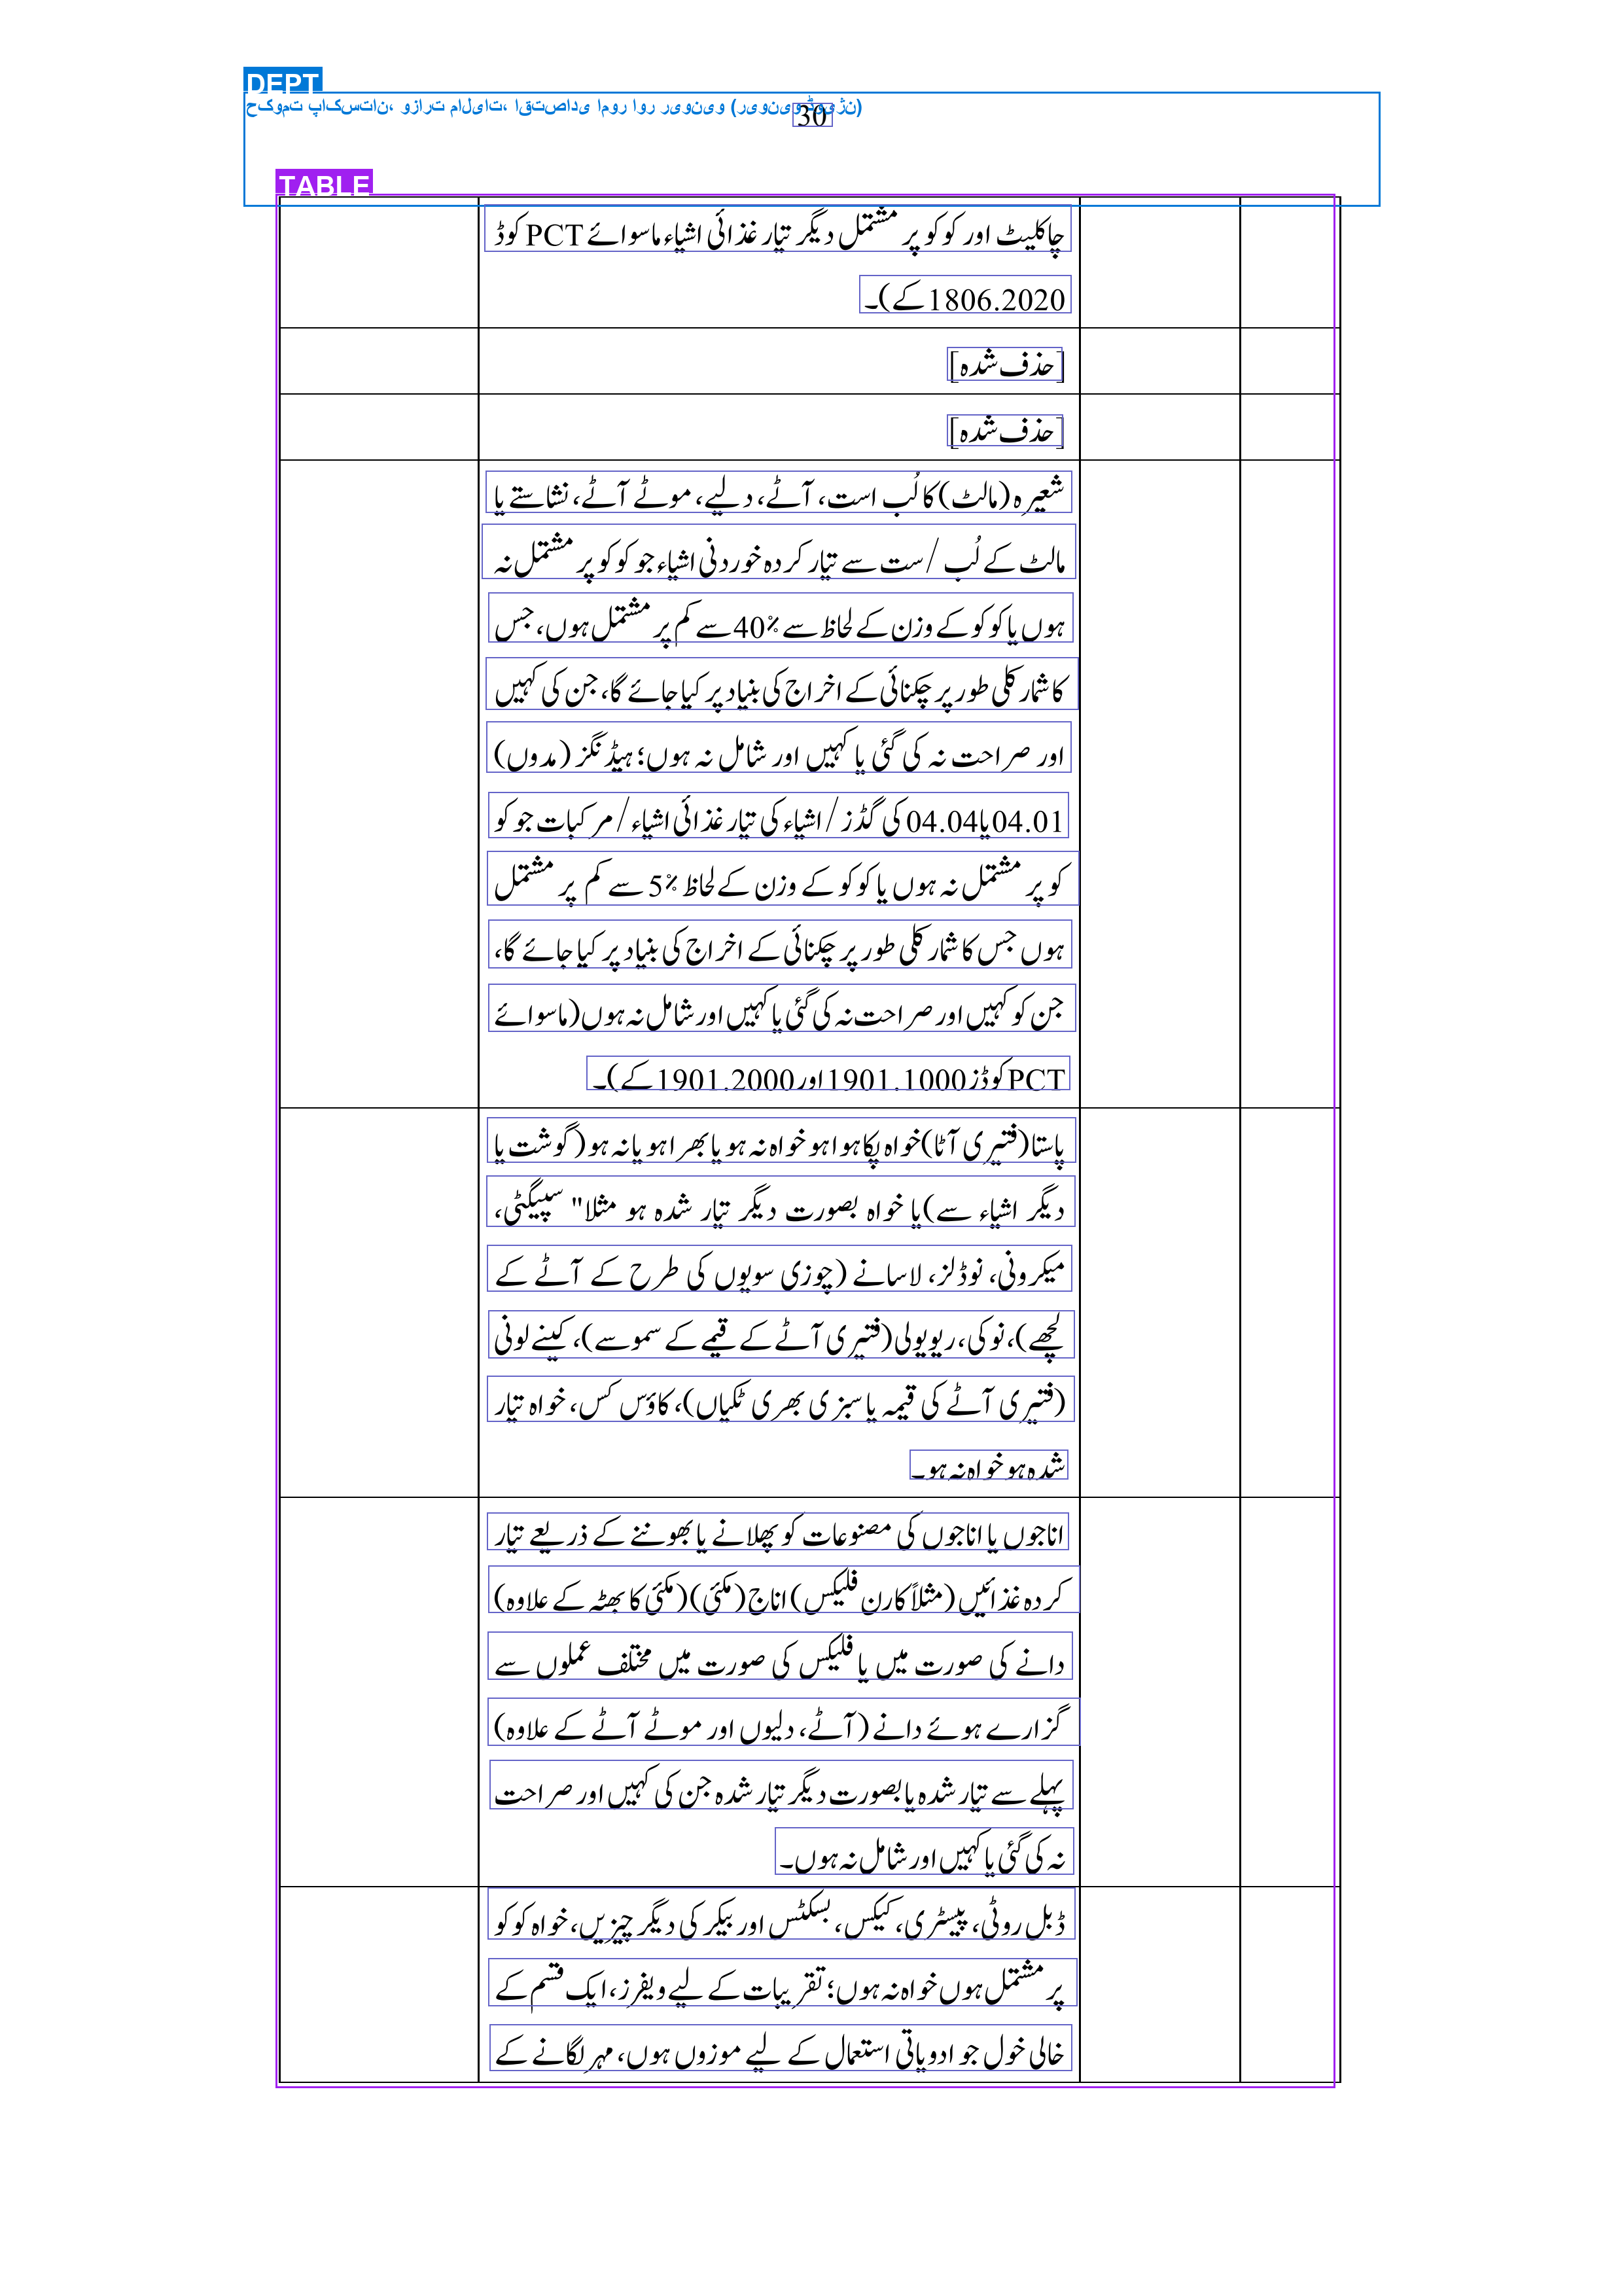 DEPT
حکومت پاکستان، وزارت مالیات، اقتصادی امور اور ریونیو (ریونیو ڈویژن)
30
TABLE
چاکلیٹ اور کوکو پر مشتمل دیگر تیار غذائی اشیاء ماسوائے PCT کوڈ
1806.2020 کے)۔
[حذف شدہ]
[حذف شدہ]
شعیرہ (مالٹ) کا لُب است، آٹے، دلیے، موٹے آٹے، نشاستے یا
مالٹ کے لُب / ست سے تیار کردہ خوردنی اشیاء جو کوکو پر مشتمل نہ
ہوں یا کوکو کے وزن کے لحاظ سے 40% سے کم پر مشتمل ہوں، جس
کا شمار کلی طور پر چکنائی کے اخراج کی بنیاد پر کیا جائے گا، جن کی کہیں
اور صراحت نہ کی گئی یا کہیں اور شامل نہ ہوں؛ ہیڈنگز (مدوں)
04.01 یا 04.04 کی گڈز / اشیاء کی تیار غذائی اشیاء / مرکبات جو کو
کو پر مشتمل نہ ہوں یا کوکو کے وزن کے لحاظ 5% سے کم پر مشتمل
ہوں جس کا شمار کلی طور پر چکنائی کے اخراج کی بنیاد پر کیا جائے گا،
جن کو کہیں اور صراحت نہ کی گئی یا کہیں اور شامل نہ ہوں (ماسوائے
PCT کوڈز 1901.1000 اور 1901.2000 کے)۔
پاستا (فتیری آٹا) خواہ پکا ہوا ہو خواہ نہ ہو یا بھرا ہو یا نہ ہو (گوشت یا
دیگر اشیاء سے) یا خواہ بصورت دیگر تیار شدہ ہو مثلا" سپیگٹی،
میکرونی، نوڈلز، لاسانے (چوزی سویوں کی طرح کے آٹے کے
لچھے)، نوکی، ریویولی (فتیری آٹے کے قیمے کے سموسے)، کینے لونی
(فتیری آٹے کی قیمہ یا سبزی بھری ٹکیاں)، کاؤس کس، خواہ تیار
شدہ ہو خواہ نہ ہو۔
اناجوں یا اناجوں کی مصنوعات کو پھلانے یا بھوننے کے ذریعے تیار
کردہ غذائیں (مثلاً کارن فلیکس) اناج (مکئی) (مکئی کا بھٹہ کے علاوہ)
دانے کی صورت میں یا فلیکس کی صورت میں مختلف عملوں سے
گزارے ہوئے دانے (آٹے، دلیوں اور موٹے آٹے کے علاوہ)
پہلے سے تیار شدہ یا بصورت دیگر تیار شدہ جن کی کہیں اور صراحت
نہ کی گئی یا کہیں اور شامل نہ ہوں۔
ڈبل روٹی، پیسٹری، کیکس، بسکٹس اور بیکر کی دیگر چیزیں، خواہ کوکو
پر مشتمل ہوں خواہ نہ ہوں؛ تقریبات کے لیے ویفرز، ایک قسم کے
خالی خول جو ادویاتی استعمال کے لیے موزوں ہوں، مہر لگانے کے